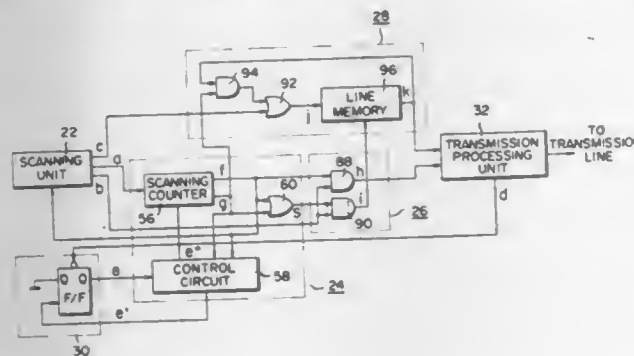 28
94
92
96
LINE
MEMORY
k
j
c
22
SCANNING
UNIT
a
b
SCANNING
COUNTER
56
f
g
60
S
88
h
i
90
26
32
TRANSMISSION
PROCESSING
UNIT
TO
TRANSMISSION
LINE
d
e"
CONTROL
CIRCUIT
58
24
D Q
F/F
e
e'
30